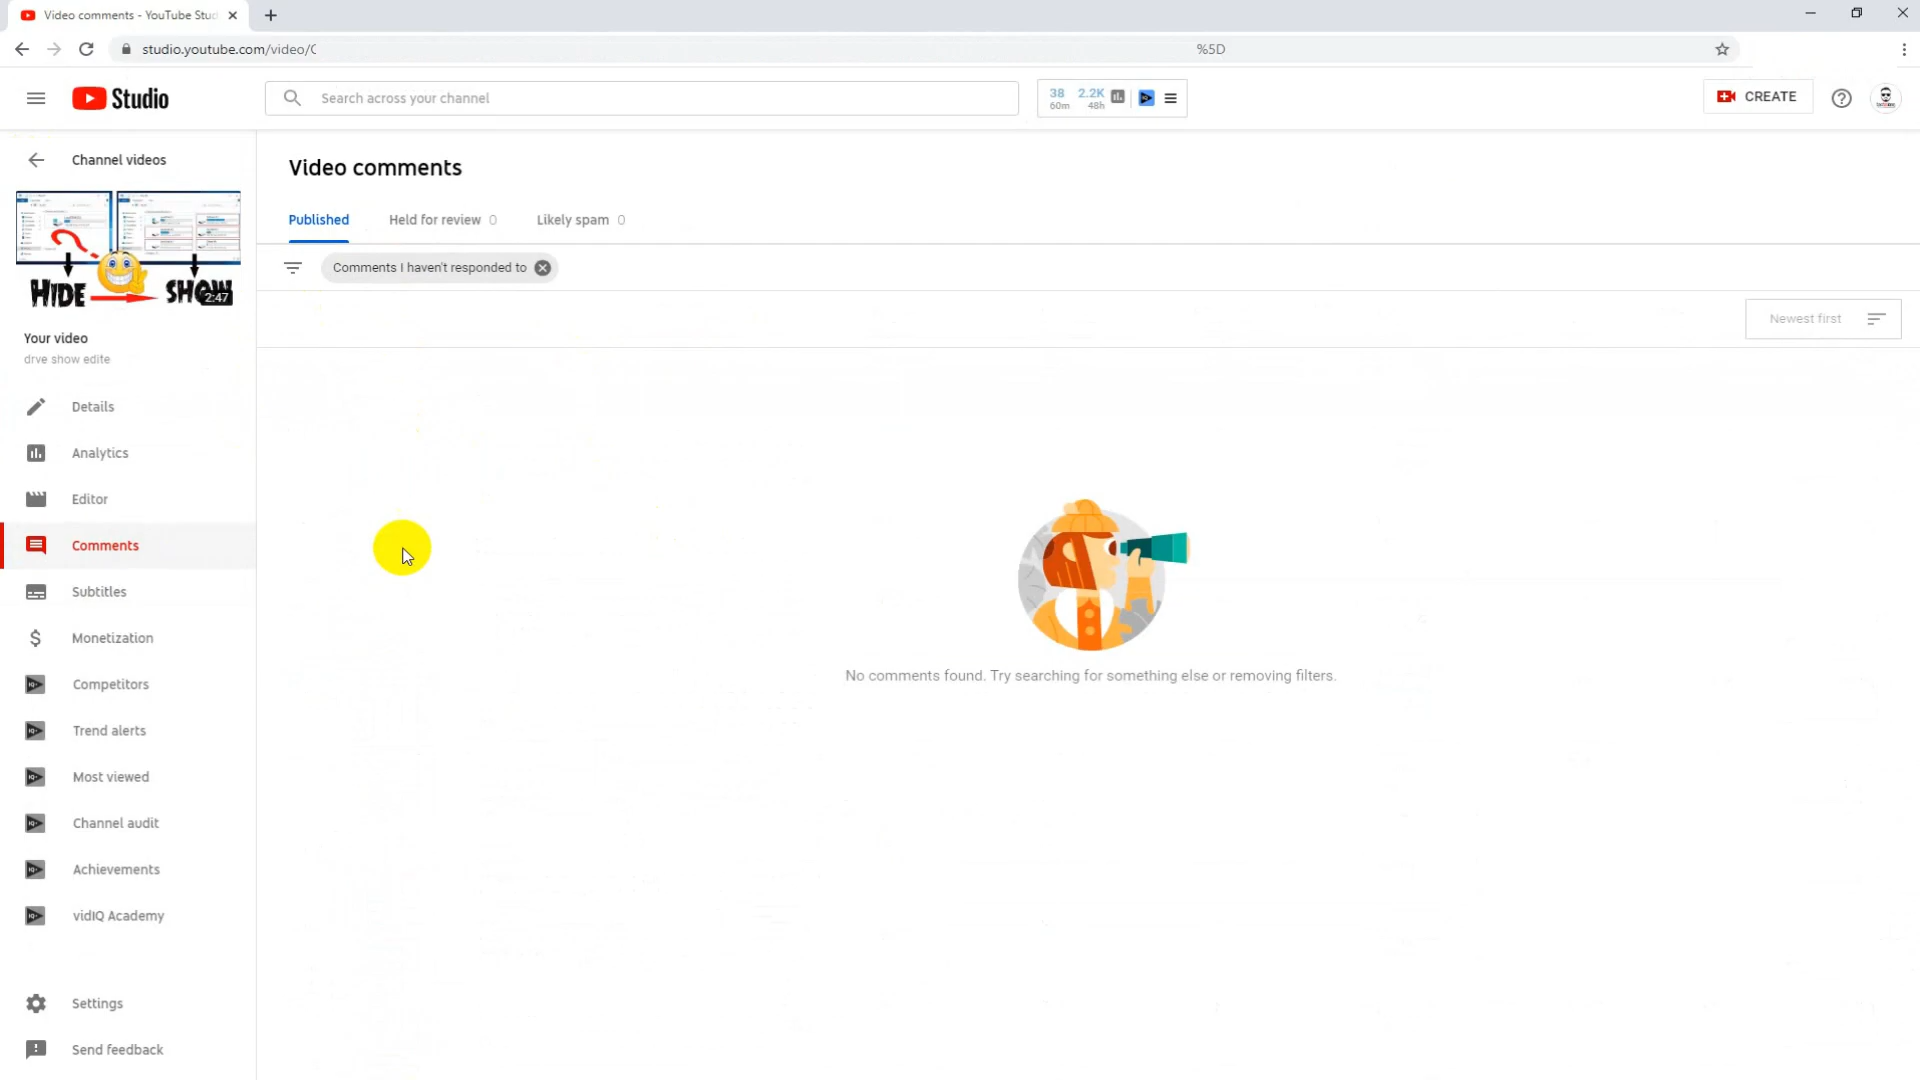 Video comments - YouTube Stud
studio.youtube.com/video/C
%5D
Studio
Search across your channel
38 2.2K
60m 48h
CREATE
Channel videos
HIDE SHOW
2:47
Your video
drve show edite
Details
Analytics
Editor
Comments
Subtitles
Monetization
Competitors
Trend alerts
Most viewed
Channel audit
Achievements
vidIQ Academy
Settings
Send feedback
Video comments
Published
Held for review 0
Likely spam 0
Comments I haven't responded to
Newest first
No comments found. Try searching for something else or removing filters.